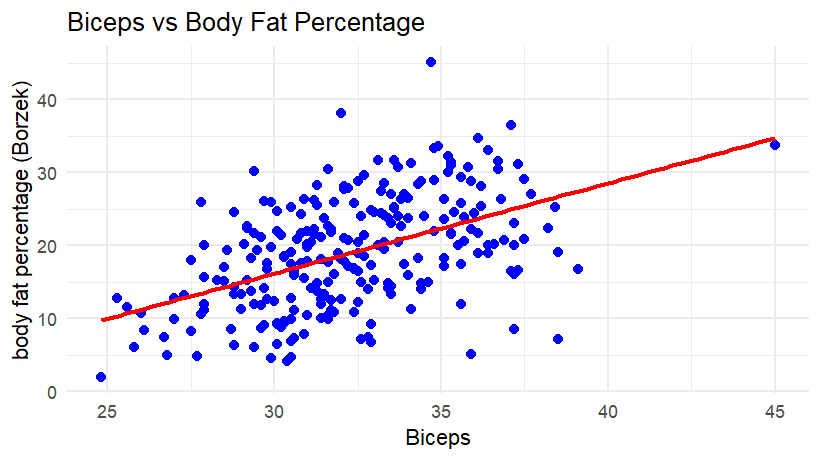 Biceps vs Body Fat Percentage
body fat percentage (Borzek)
40
30
20
10
0
25 30 35 40 45
Biceps